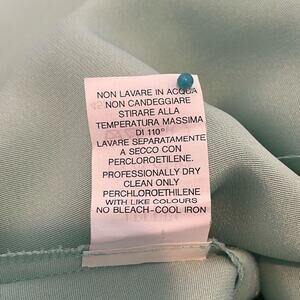 NON LAVARE IN ACQUA
NON CANDEGGIARE
STIRARE ALLA
TEMPERATURA MASSIMA
DI 110°
LAVARE SEPARATAMENTE
A SECCO CON
PERCLOROETILENE.
PROFESSIONALLY DRY
CLEAN ONLY
PERCHLOROETHILENE
WITH LIKE COLOURS
NO BLEACH-COOL IRON